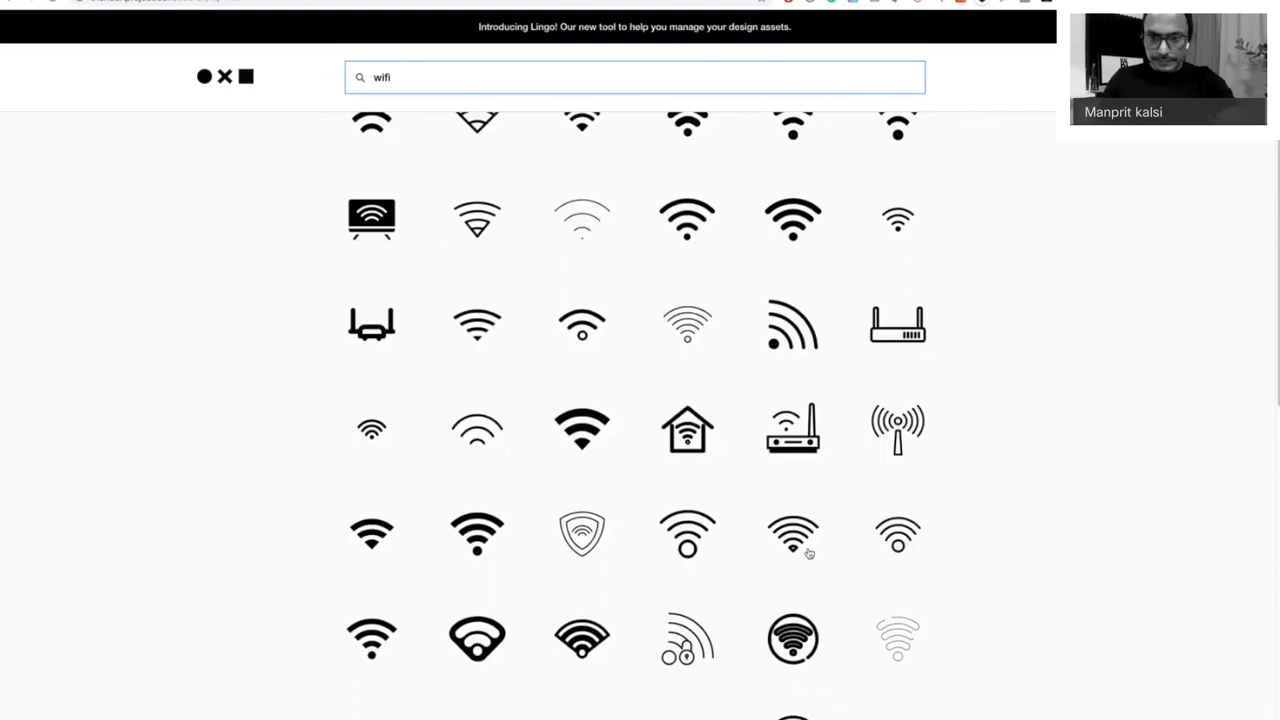 Introducing Lingo! Our new tool to help you manage your design assets.
wifi
Manprit kalsi